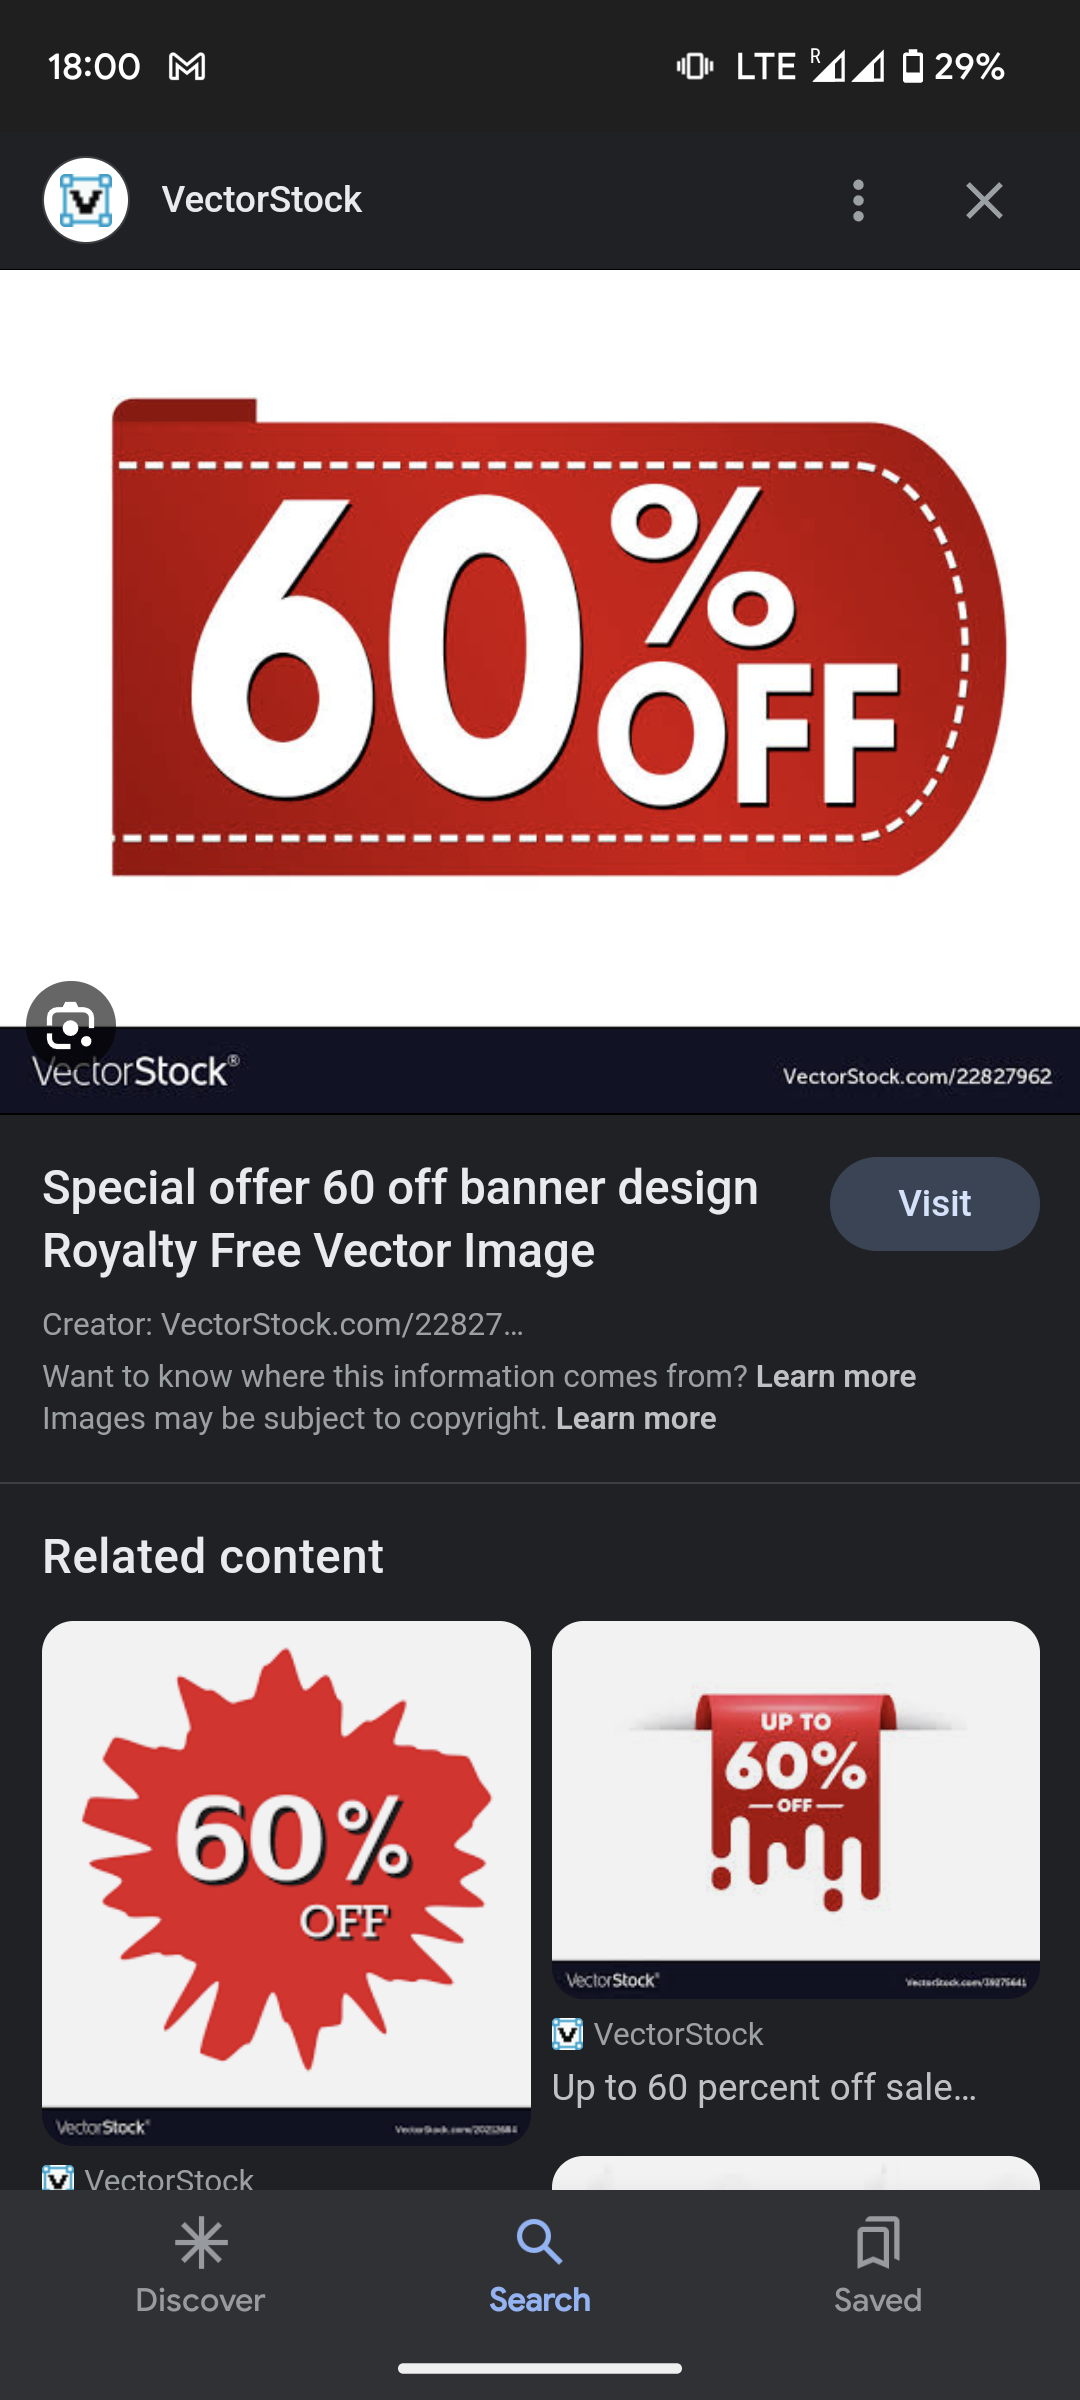 18:00
LTE R 29%
VectorStock
60%
OFF
VectorStock®
VectorStock.com/22827962
Special offer 60 off banner design
Royalty Free Vector Image
Visit
Creator: VectorStock.com/22827...
Want to know where this information comes from? Learn more
Images may be subject to copyright. Learn more
Related content
60%
OFF
VectorStock®
UP TO
60%
OFF
VectorStock®
VectorStock.com/39275641
VectorStock
Up to 60 percent off sale...
VectorStock
Discover
Search
Saved